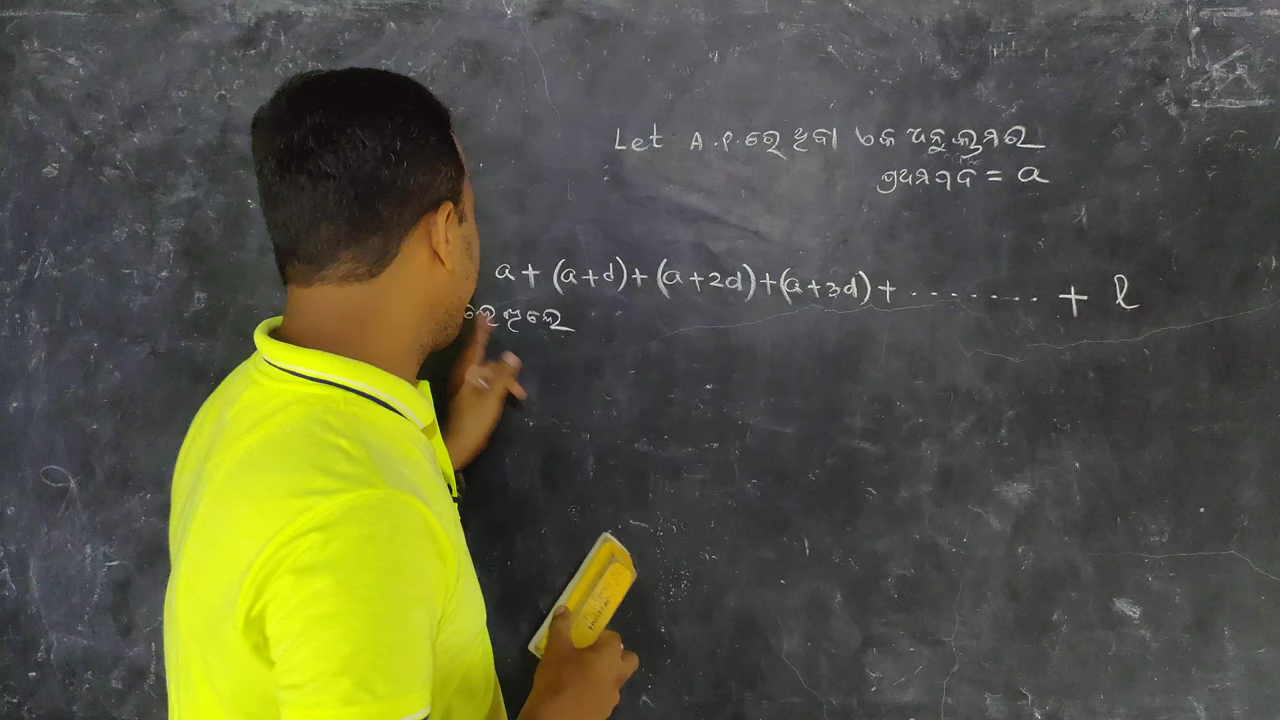 Let A.P.ରେ ଥିବା ଏକ ଅନୁକ୍ରମର
ପ୍ରଥମ ପଦ = a
a + (a+d) + (a+2d) + (a+3d) + ........ + l